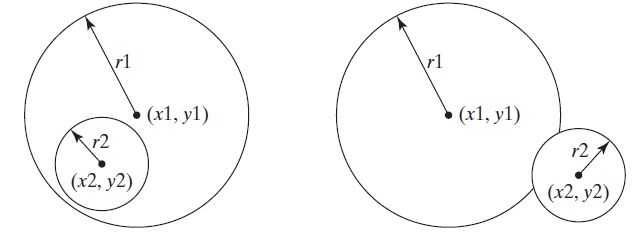 r1
(x1, y1)
r2
(x2, y2)
r1
(x1, y1)
r2
(x2, y2)